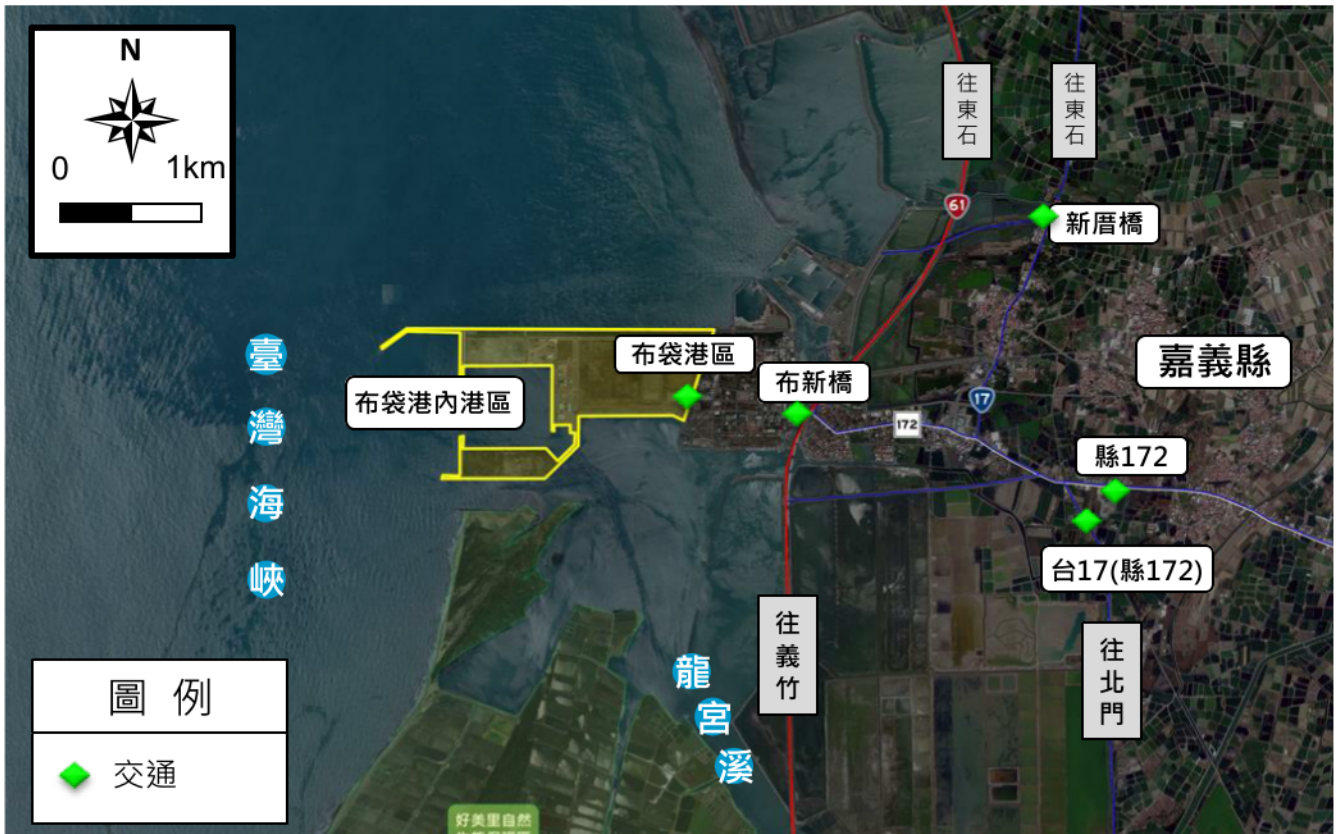 N
0 1km
往東石
往東石
61
新厝橋
臺灣海峽
布袋港區
布袋港內港區
布新橋
嘉義縣
17
172
縣172
台17(縣172)
往義竹
往北門
龍宮溪
圖例
交通
好美里自然